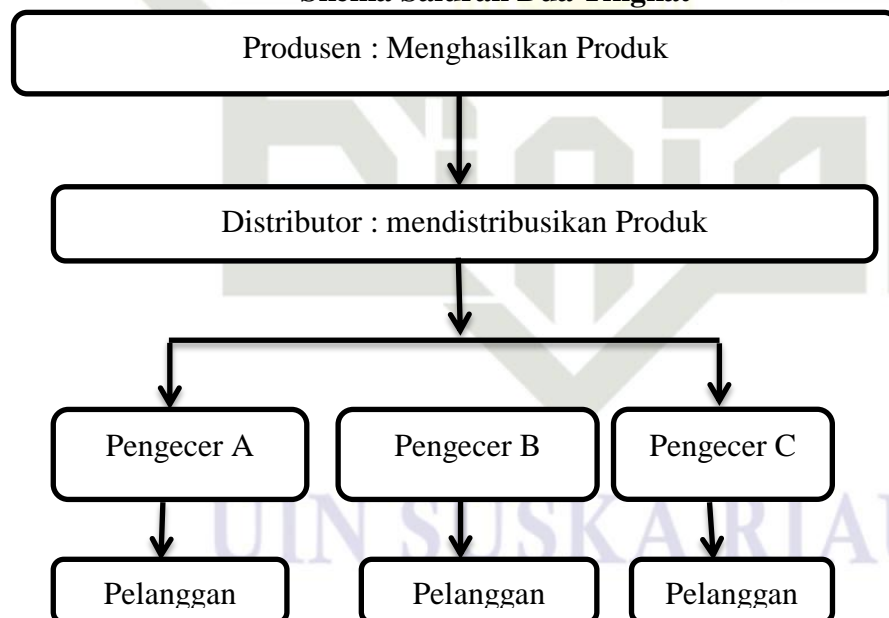 Skema Saluran Dua Tingkat
Produsen : Menghasilkan Produk
Distributor : mendistribusikan Produk
Pengecer A
Pengecer B
Pengecer C
UIN SUSKA RIAU
Pelanggan
Pelanggan
Pelanggan